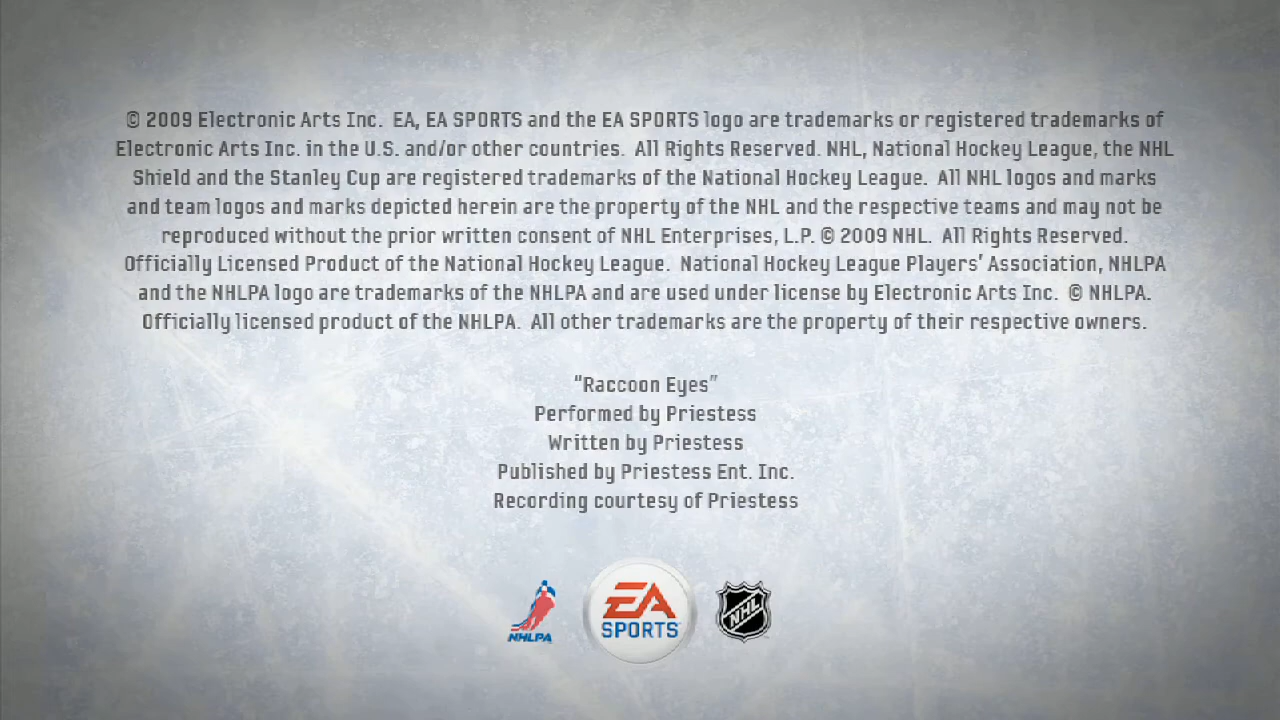 © 2009 Electronic Arts Inc.  EA, EA SPORTS and the EA SPORTS logo are trademarks or registered trademarks of
Electronic Arts Inc. in the U.S. and/or other countries.  All Rights Reserved. NHL, National Hockey League, the NHL
Shield and the Stanley Cup are registered trademarks of the National Hockey League.  All NHL logos and marks
and team logos and marks depicted herein are the property of the NHL and the respective teams and may not be
reproduced without the prior written consent of NHL Enterprises, L.P. © 2009 NHL.  All Rights Reserved.
Officially Licensed Product of the National Hockey League.  National Hockey League Players’ Association, NHLPA
and the NHLPA logo are trademarks of the NHLPA and are used under license by Electronic Arts Inc.  © NHLPA.
Officially licensed product of the NHLPA.  All other trademarks are the property of their respective owners.
“Raccoon Eyes”
Performed by Priestess
Written by Priestess
Published by Priestess Ent. Inc.
Recording courtesy of Priestess
EA
SPORTS
NHLPA
NHL